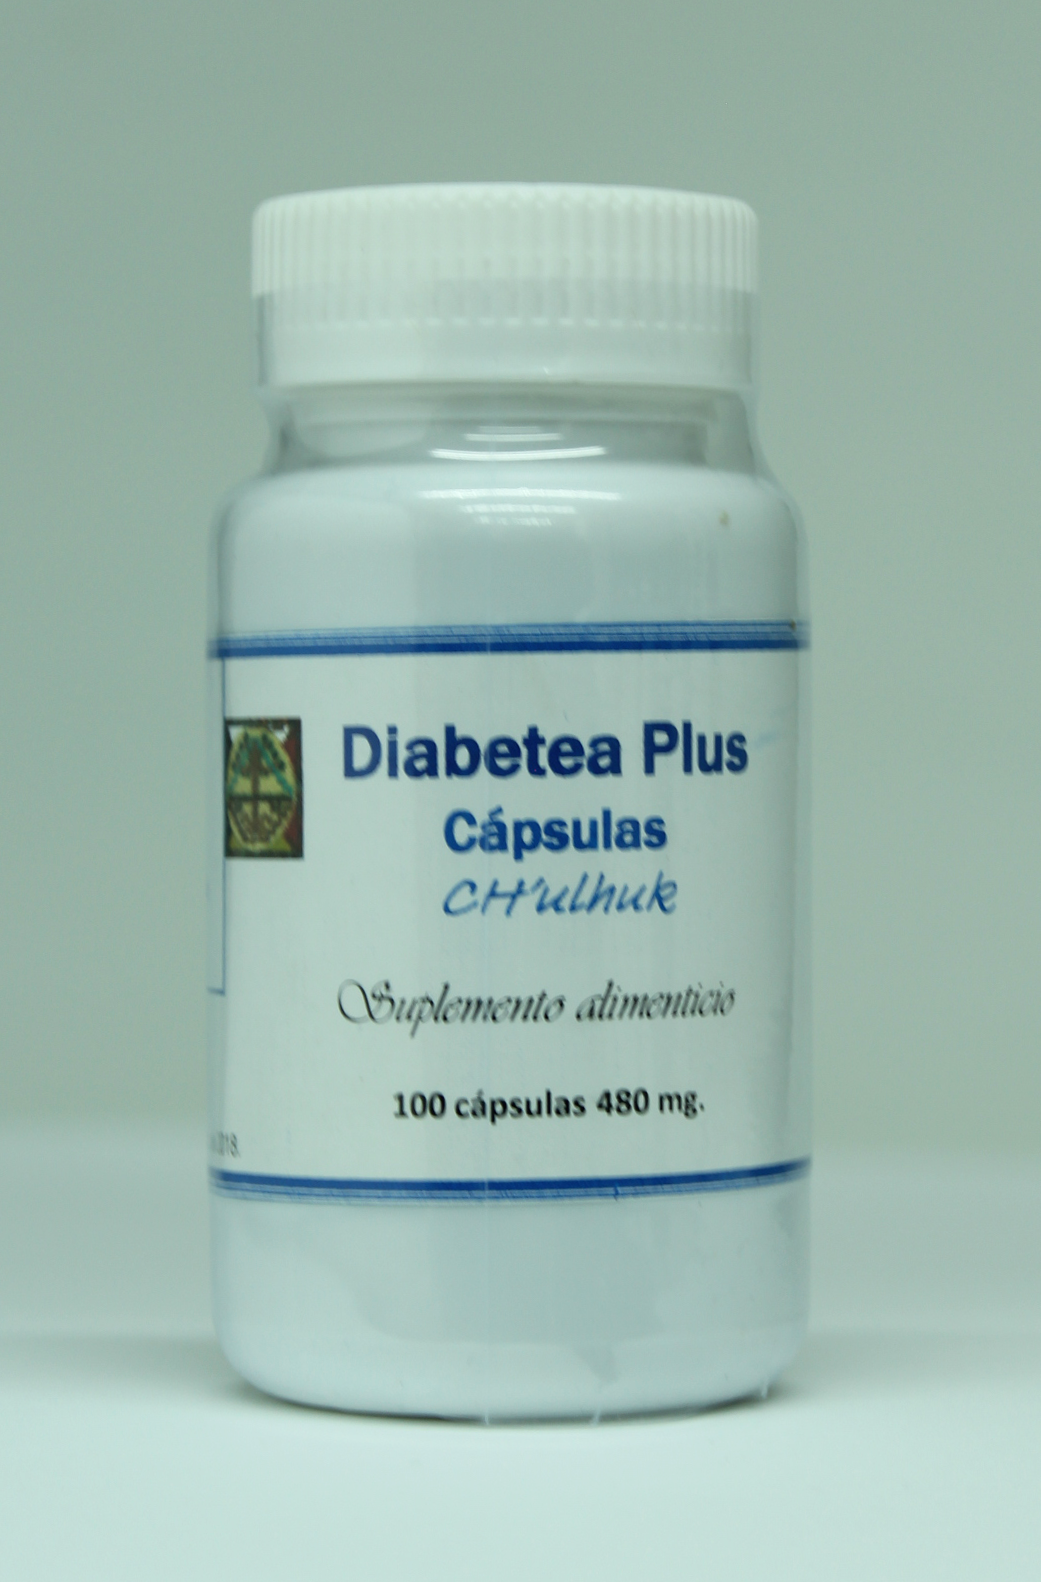 Diabetea Plus
Cápsulas
CH'ulhuk
Suplemento alimenticio
100 cápsulas 480 mg.